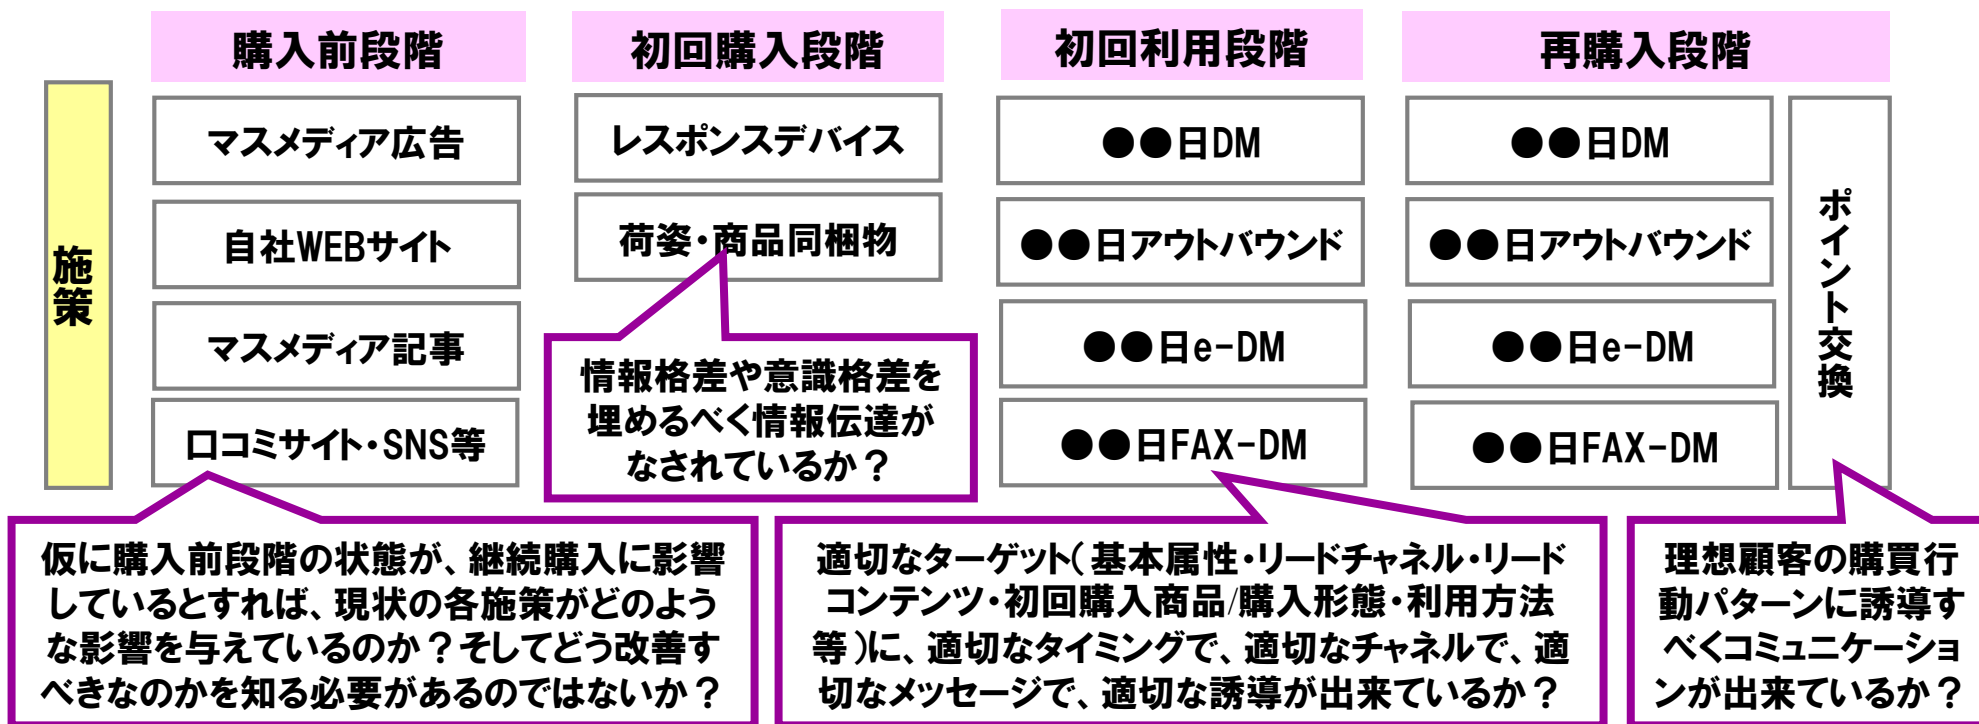 購入前段階
初回購入段階
初回利用段階
再購入段階
施策
マスメディア広告
自社WEBサイト
マスメディア記事
口コミサイト・SNS等
レスポンスデバイス
荷姿・商品同梱物
●●日DM
●●日アウトバウンド
●●日e-DM
●●日FAX-DM
●●日DM
●●日アウトバウンド
●●日e-DM
●●日FAX-DM
ポイント交換
情報格差や意識格差を
埋めるべく情報伝達が
なされているか？
仮に購入前段階の状態が、継続購入に影響
しているとすれば、現状の各施策がどのよう
な影響を与えているのか？そしてどう改善す
べきなのかを知る必要があるのではないか？
適切なターゲット（基本属性・リードチャネル・リード
コンテンツ・初回購入商品/購入形態・利用方法
等）に、適切なタイミングで、適切なチャネルで、適
切なメッセージで、適切な誘導が出来ているか？
理想顧客の購買行
動パターンに誘導す
べくコミュニケーショ
ンが出来ているか？